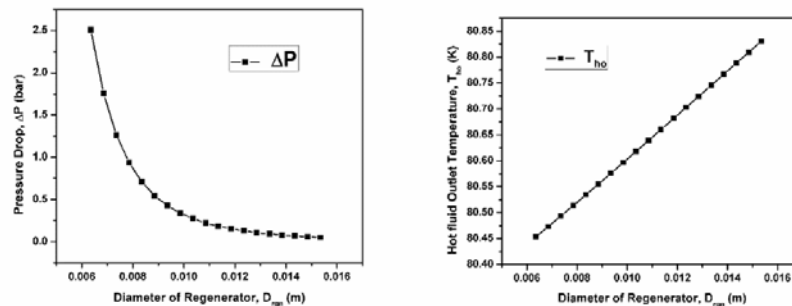 2.5
2.0
1.5
1.0
0.5
0.0
Pressure Drop, ΔP (bar)
ΔP
0.006 0.008 0.010 0.012 0.014 0.016
Diameter of Regenerator, D (m)
80.85
80.80
80.75
80.70
80.65
80.60
80.55
80.50
80.45
80.40
Hot fluid Outlet Temperature, Tho (K)
Tho
0.006 0.008 0.010 0.012 0.014 0.016
Diameter of Regenerator, D (m)